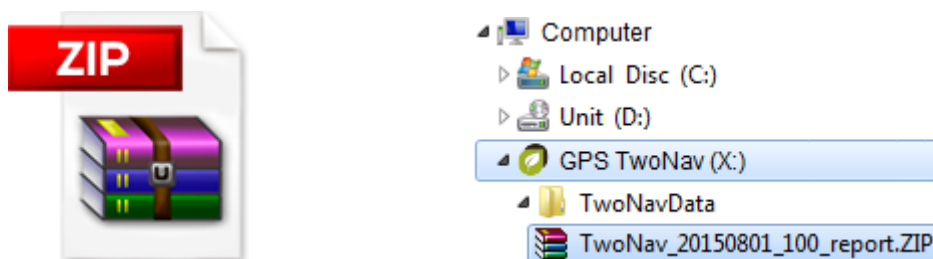 ZIP
Computer
Local Disc (C:)
Unit (D:)
GPS TwoNav (X:)
TwoNavData
TwoNav_20150801_100_report.ZIP
U